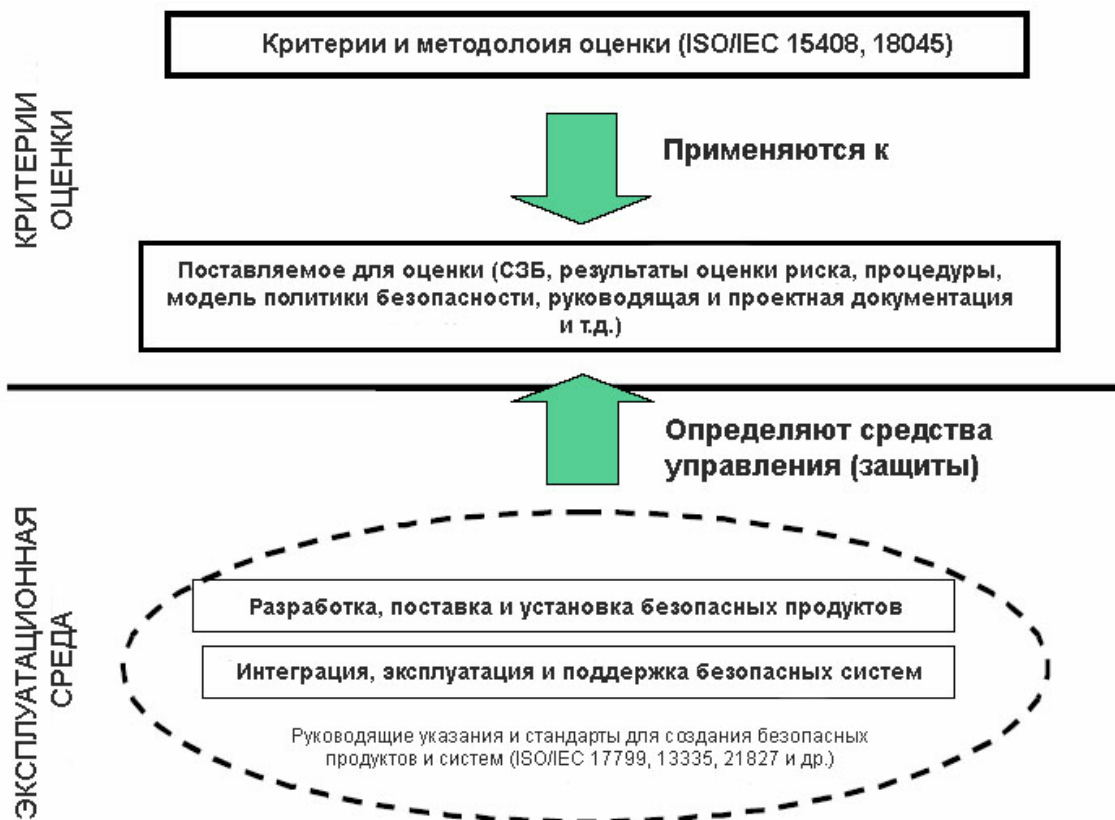 Критерии и методолоия оценки (ISO/IEC 15408, 18045)
КРИТЕРИИ
ОЦЕНКИ
Применяются к
Поставляемое для оценки (СЗБ, результаты оценки риска, процедуры,
модель политики безопасности, руководящая и проектная документация
и т.д.)
Определяют средства
управления (защиты)
ЭКСПЛУАТАЦИОННАЯ
СРЕДА
Разработка, поставка и установка безопасных продуктов
Интеграция, эксплуатация и поддержка безопасных систем
Руководящие указания и стандарты для создания безопасных
продуктов и систем (ISO/IEC 17799, 13335, 21827 и др.)